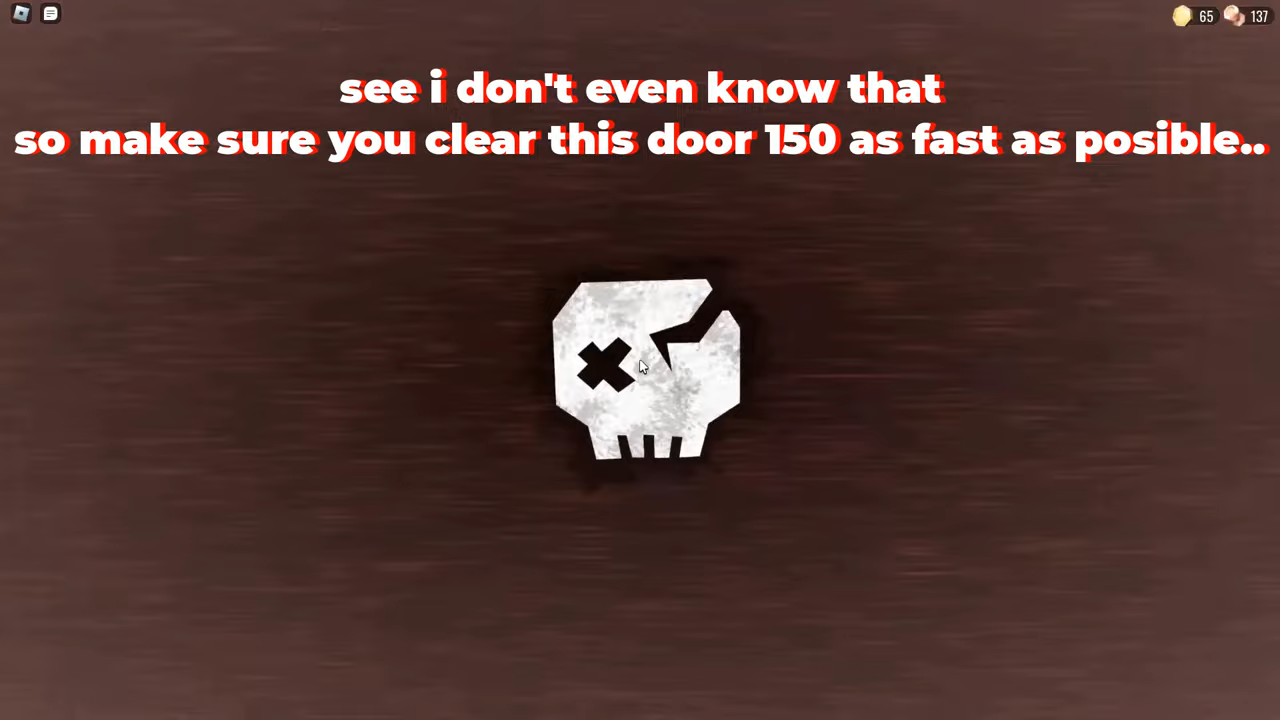 65 137
see i don't even know that
so make sure you clear this door 150 as fast as posible..